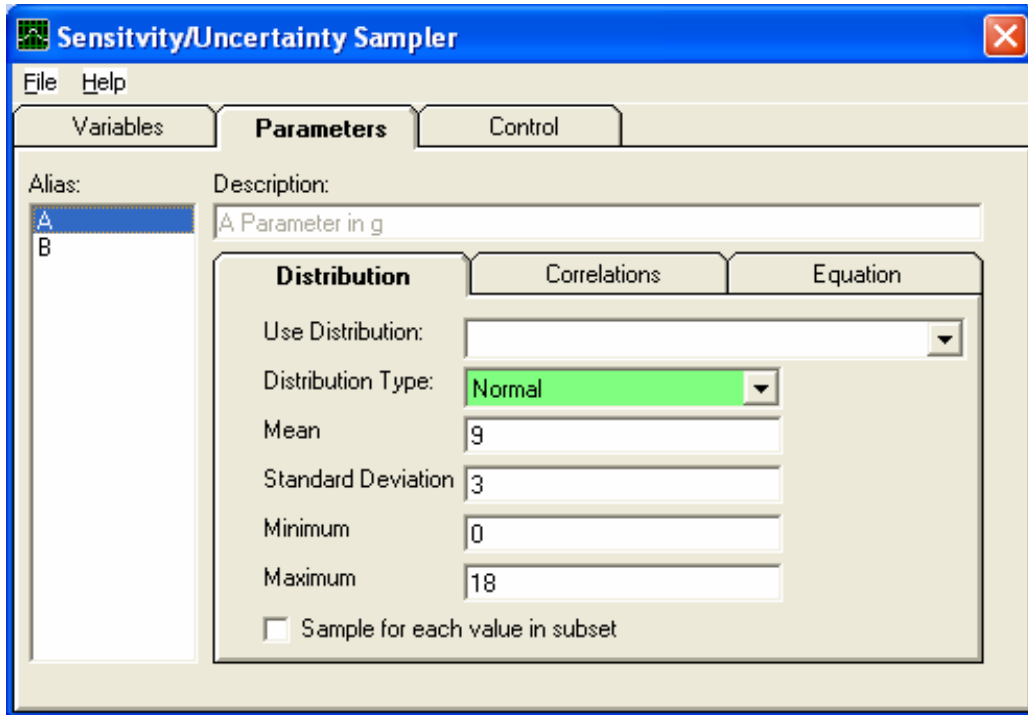 Sensitvity/Uncertainty Sampler
File Help
Variables Parameters Control
Alias: Description:
A A Parameter in g
B
Distribution Correlations Equation
Use Distribution:
Distribution Type: Normal
Mean 9
Standard Deviation 3
Minimum 0
Maximum 18
Sample for each value in subset